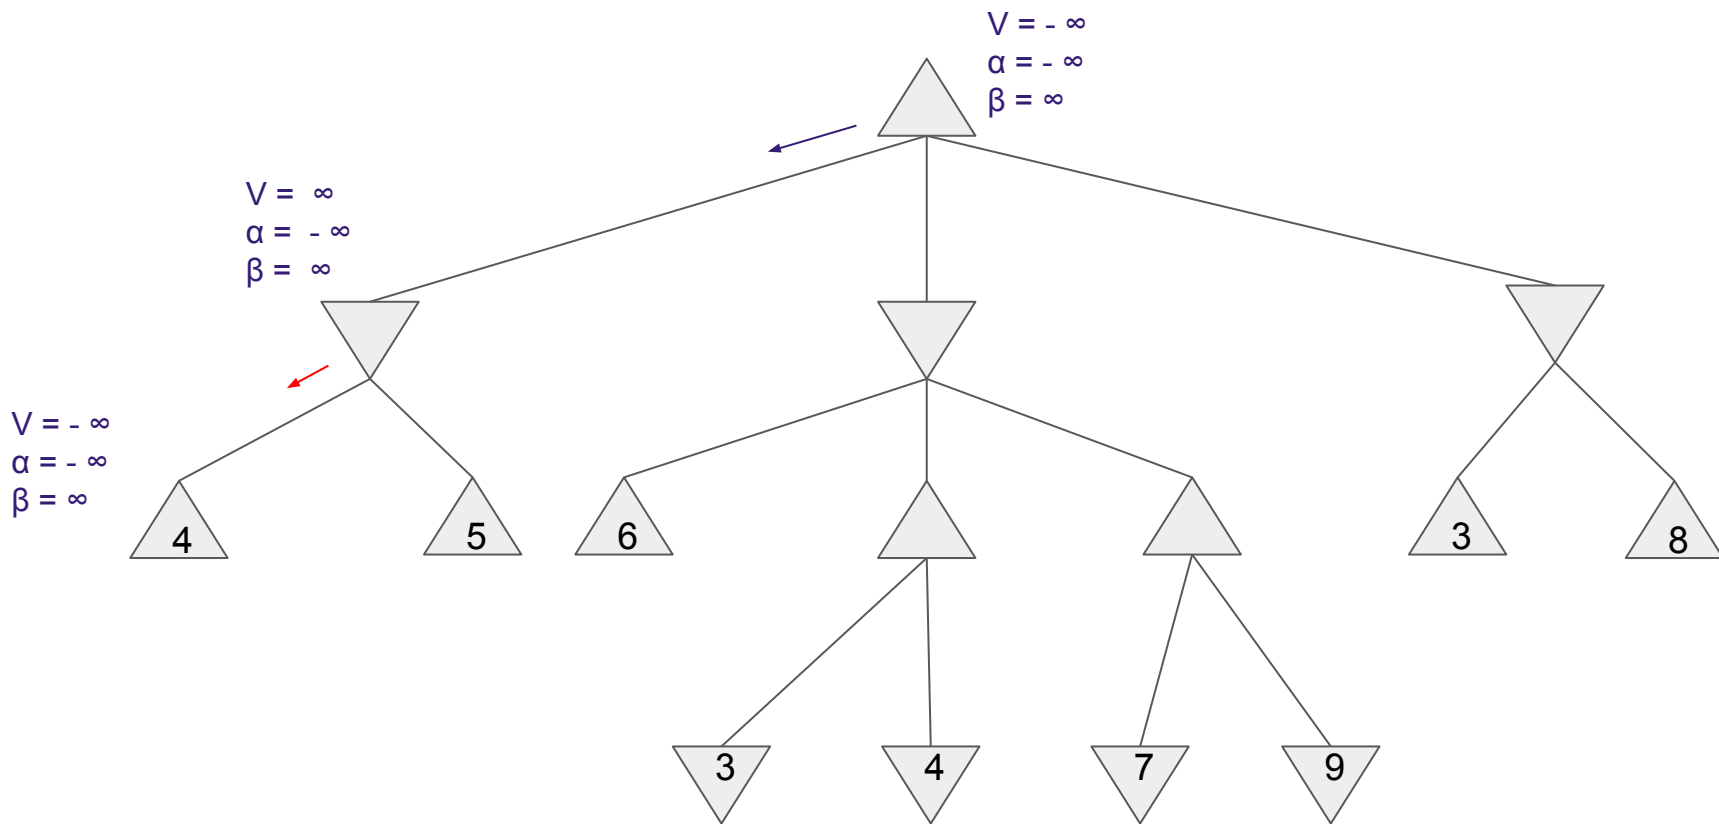 V = - ∞
α = - ∞
β = ∞
V = ∞
α = - ∞
β = ∞
V = - ∞
α = - ∞
β = ∞
4
5
6
3
8
3
4
7
9